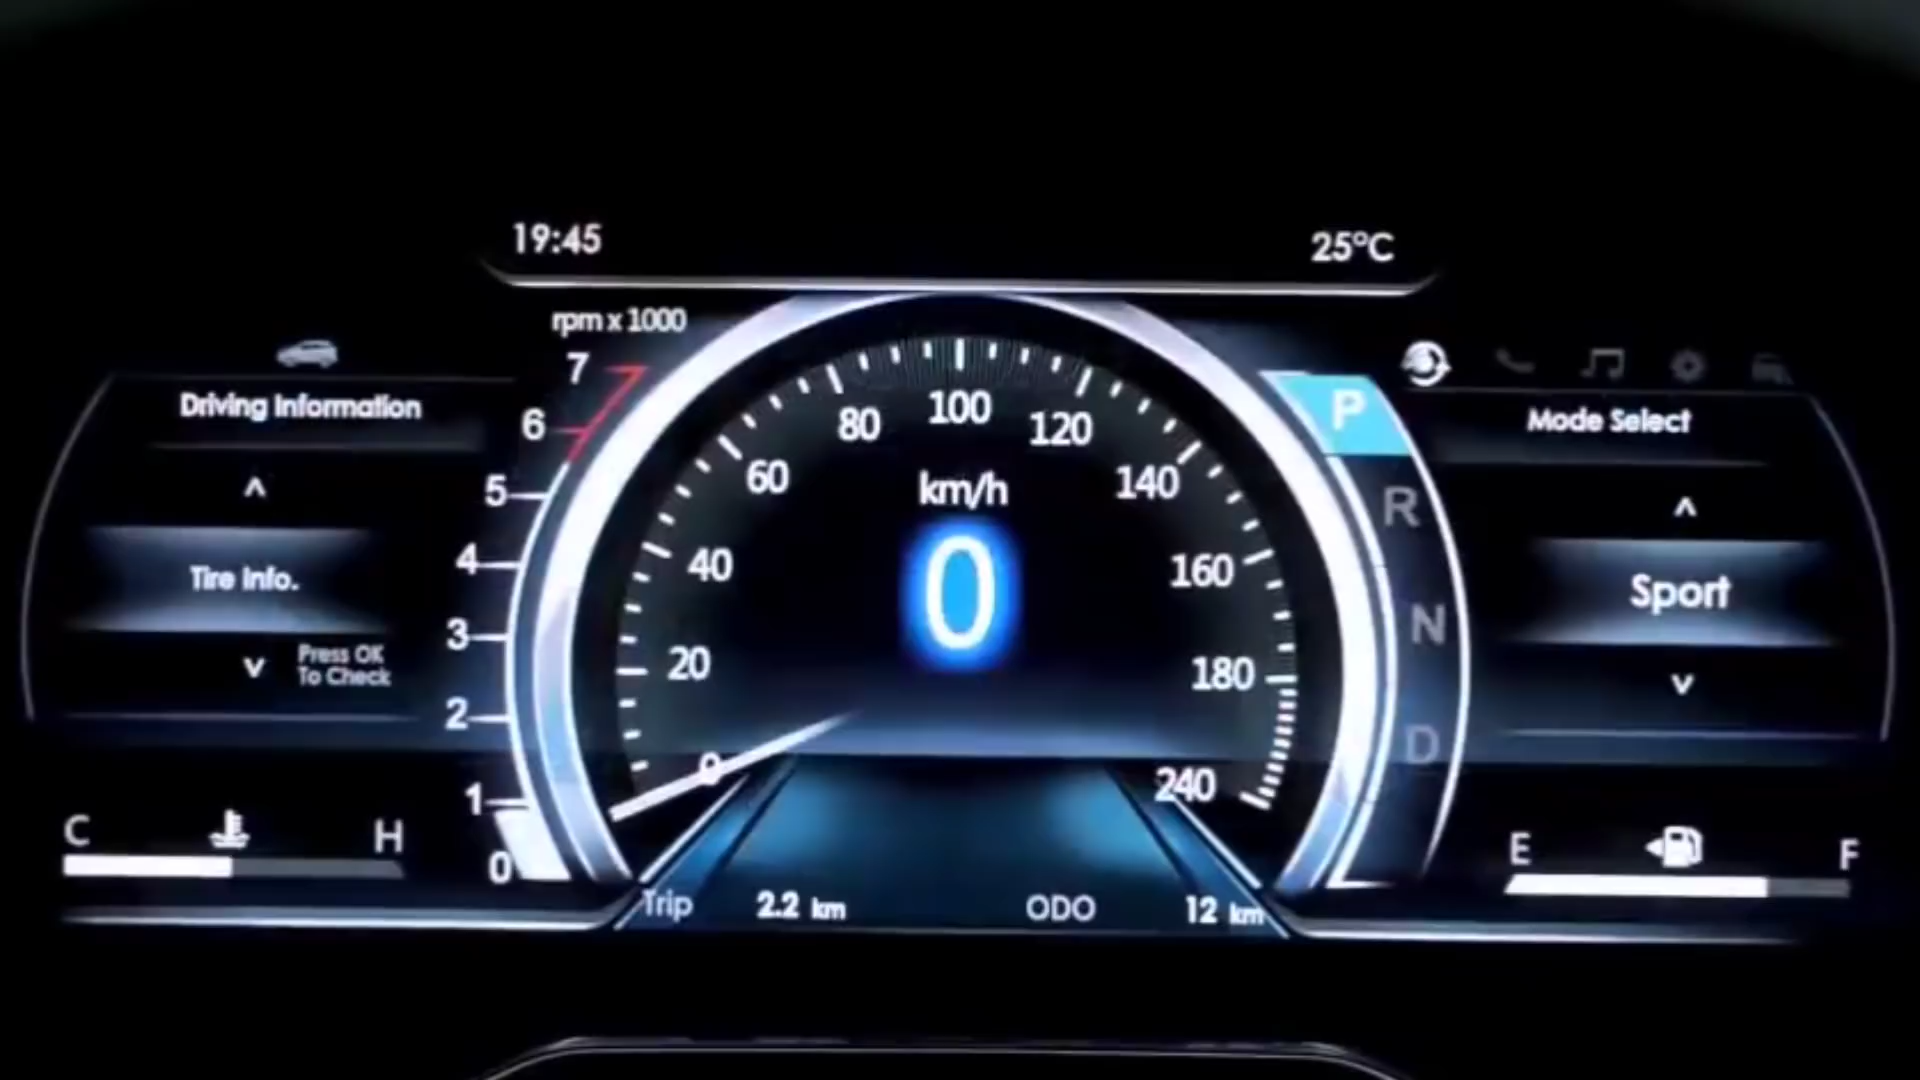 19:45
25°C
rpm x 1000
7
6
5
4
3
2
1
0
Driving Information
Tire Info.
Press OK
To Check
C
H
0
20
40
60
80
100
120
140
160
180
240
km/h
0
P
R
N
D
Mode Select
Sport
E
F
Trip 2.2 km
ODO 12 km